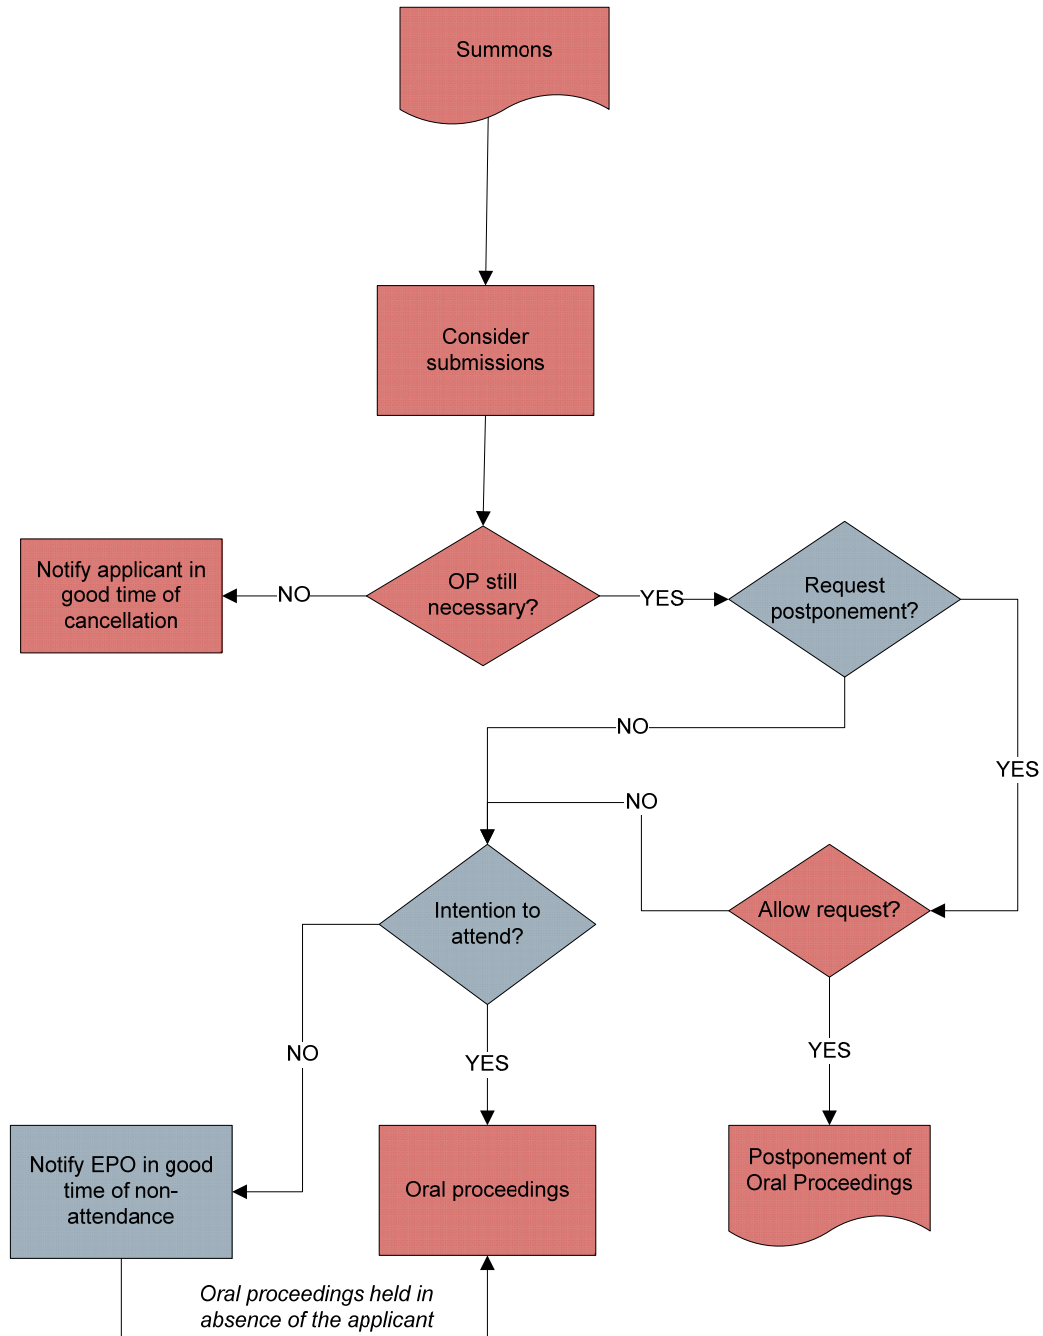 Summons
Consider
submissions
OP still
necessary?
NO
Notify applicant in
good time of
cancellation
YES
Request
postponement?
NO
YES
NO
Allow request?
Intention to
attend?
NO
YES
YES
Notify EPO in good
time of non-
attendance
Oral proceedings
Postponement of
Oral Proceedings
Oral proceedings held in
absence of the applicant